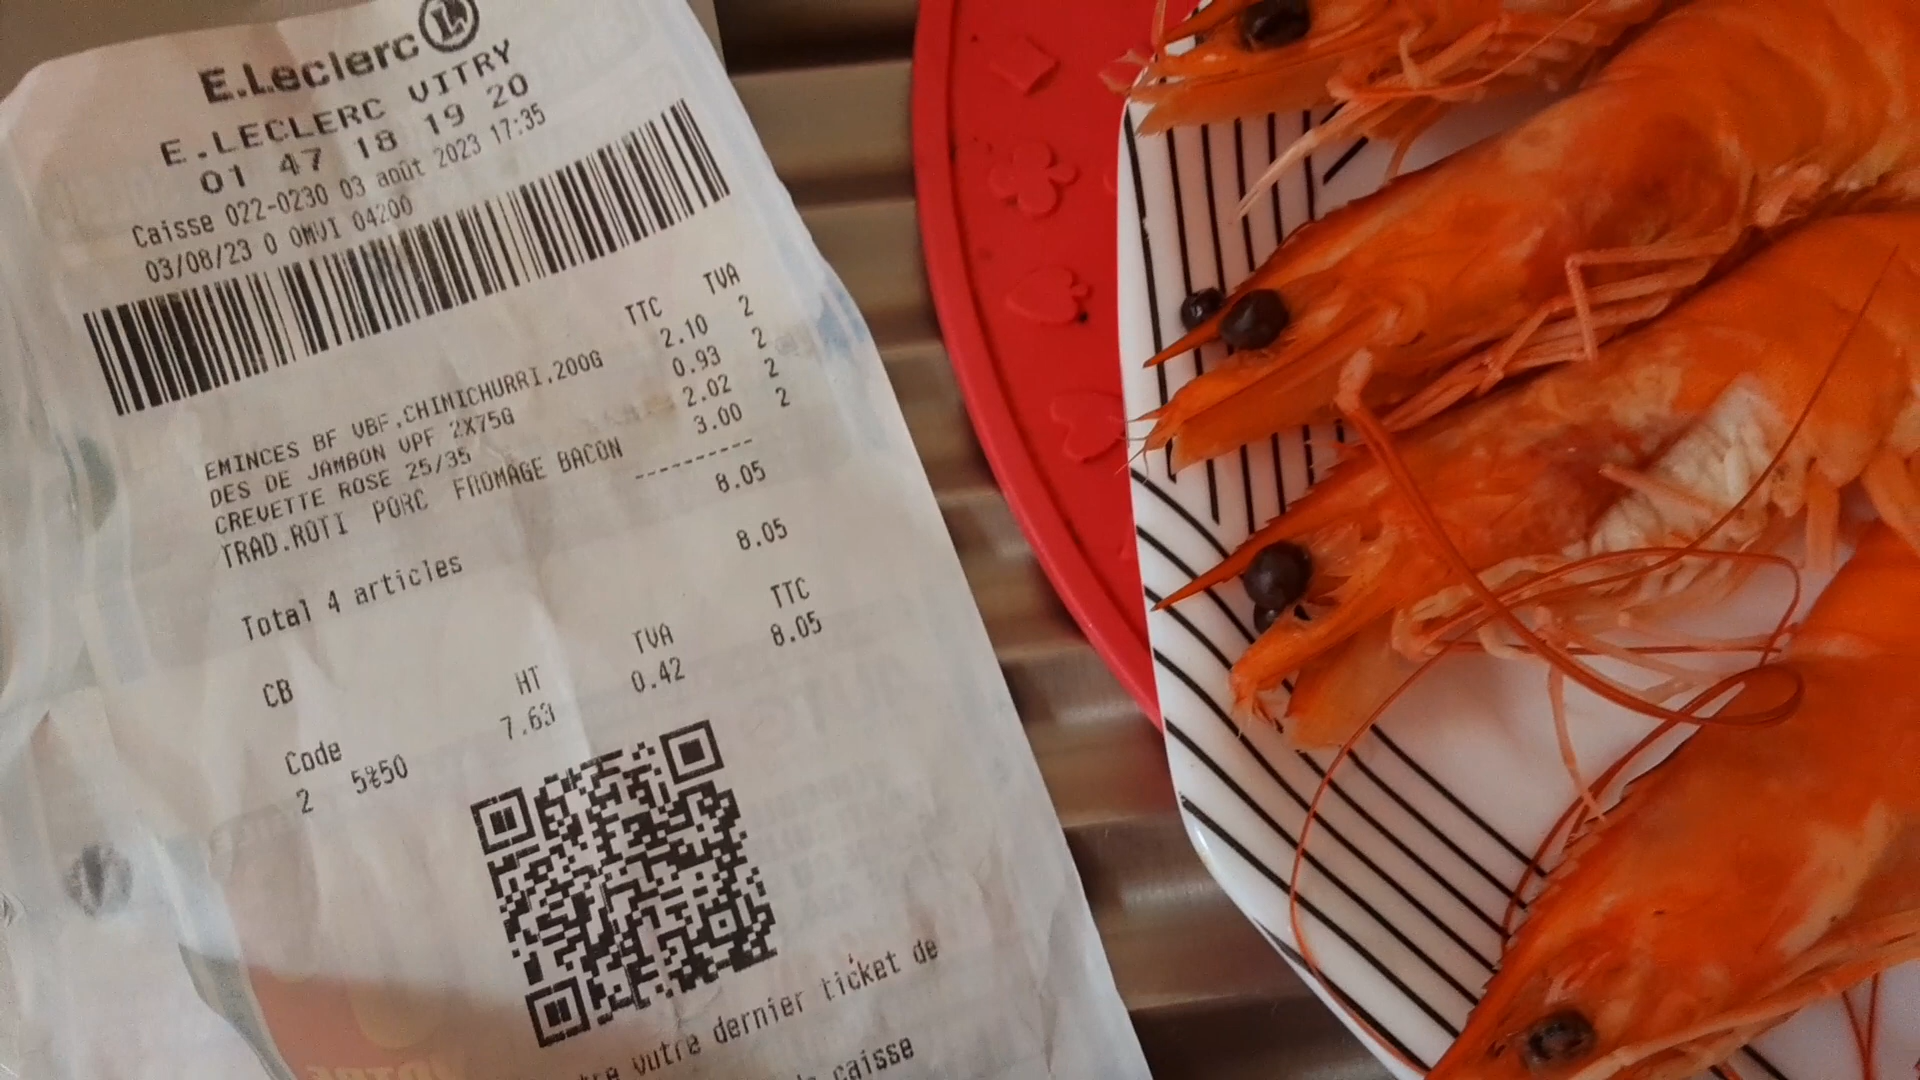 E.Leclerc L
E.LECLERC VITRY
01 47 18 19 20
Caisse 022-0230 03 août 2023 17:35
03/08/23 0 OMVI 04200
TTC TVA
EMINCES BF VBF,CHIMICHURRI,200G 2.10 2
DES DE JAMBON VPF 2X75G 0.93 2
CREVETTE ROSE 25/35 2.02 2
TRAD.ROTI PORC FROMAGE BACON 3.00 2
---------
Total 4 articles 8.05
CB 8.05
Code HT TVA TTC
2 5%50 7.63 0.42 8.05
votre dernier ticket de
caisse